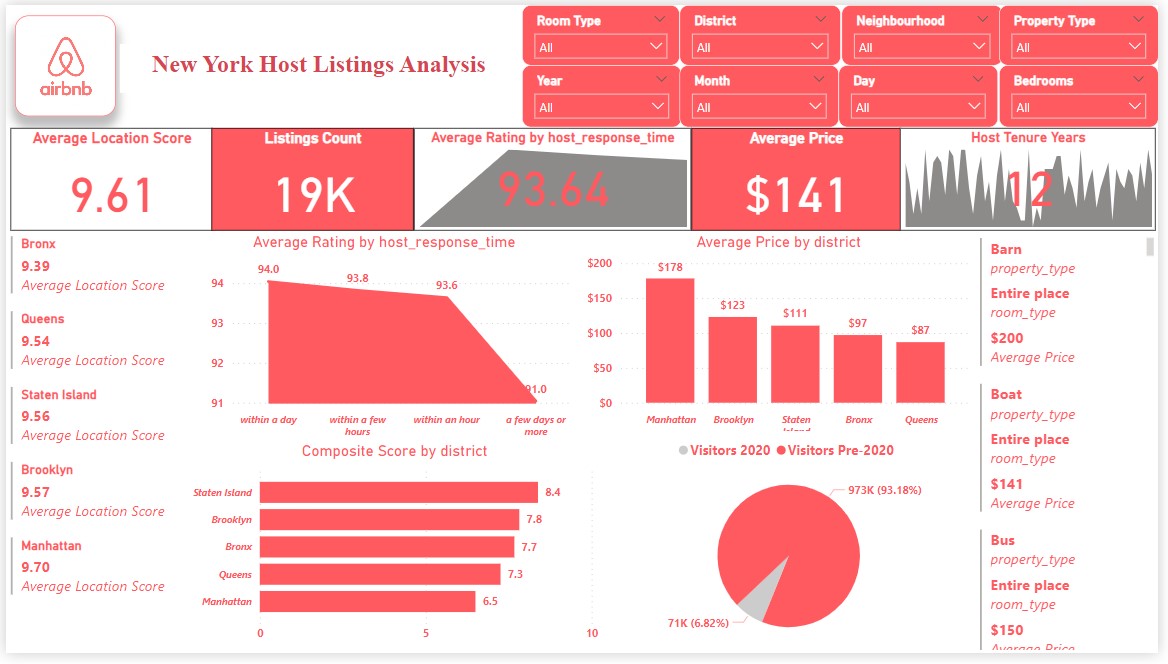 airbnb
New York Host Listings Analysis
Room Type
All
District
All
Neighbourhood
All
Property Type
All
Year
All
Month
All
Day
All
Bedrooms
All
Average Location Score
9.61
Listings Count
19K
Average Rating by host_response_time
93.64
Average Price
$141
Host Tenure Years
12
Bronx
9.39
Average Location Score
Queens
9.54
Average Location Score
Staten Island
9.56
Average Location Score
Brooklyn
9.57
Average Location Score
Manhattan
9.70
Average Location Score
Average Rating by host_response_time
94
93
92
91
94.0
93.8
93.6
91.0
within a day
within a few
hours
within an hour
a few days or
more
Average Price by district
$200
$150
$100
$50
$0
$178
$123
$111
$97
$87
Manhattan
Brooklyn
Staten
Island
Bronx
Queens
Composite Score by district
Staten Island 8.4
Brooklyn 7.8
Bronx 7.7
Queens 7.3
Manhattan 6.5
0 5 10
Visitors 2020 Visitors Pre-2020
973K (93.18%)
71K (6.82%)
Barn
property_type
Entire place
room_type
$200
Average Price
Boat
property_type
Entire place
room_type
$141
Average Price
Bus
property_type
Entire place
room_type
$150
Average Price